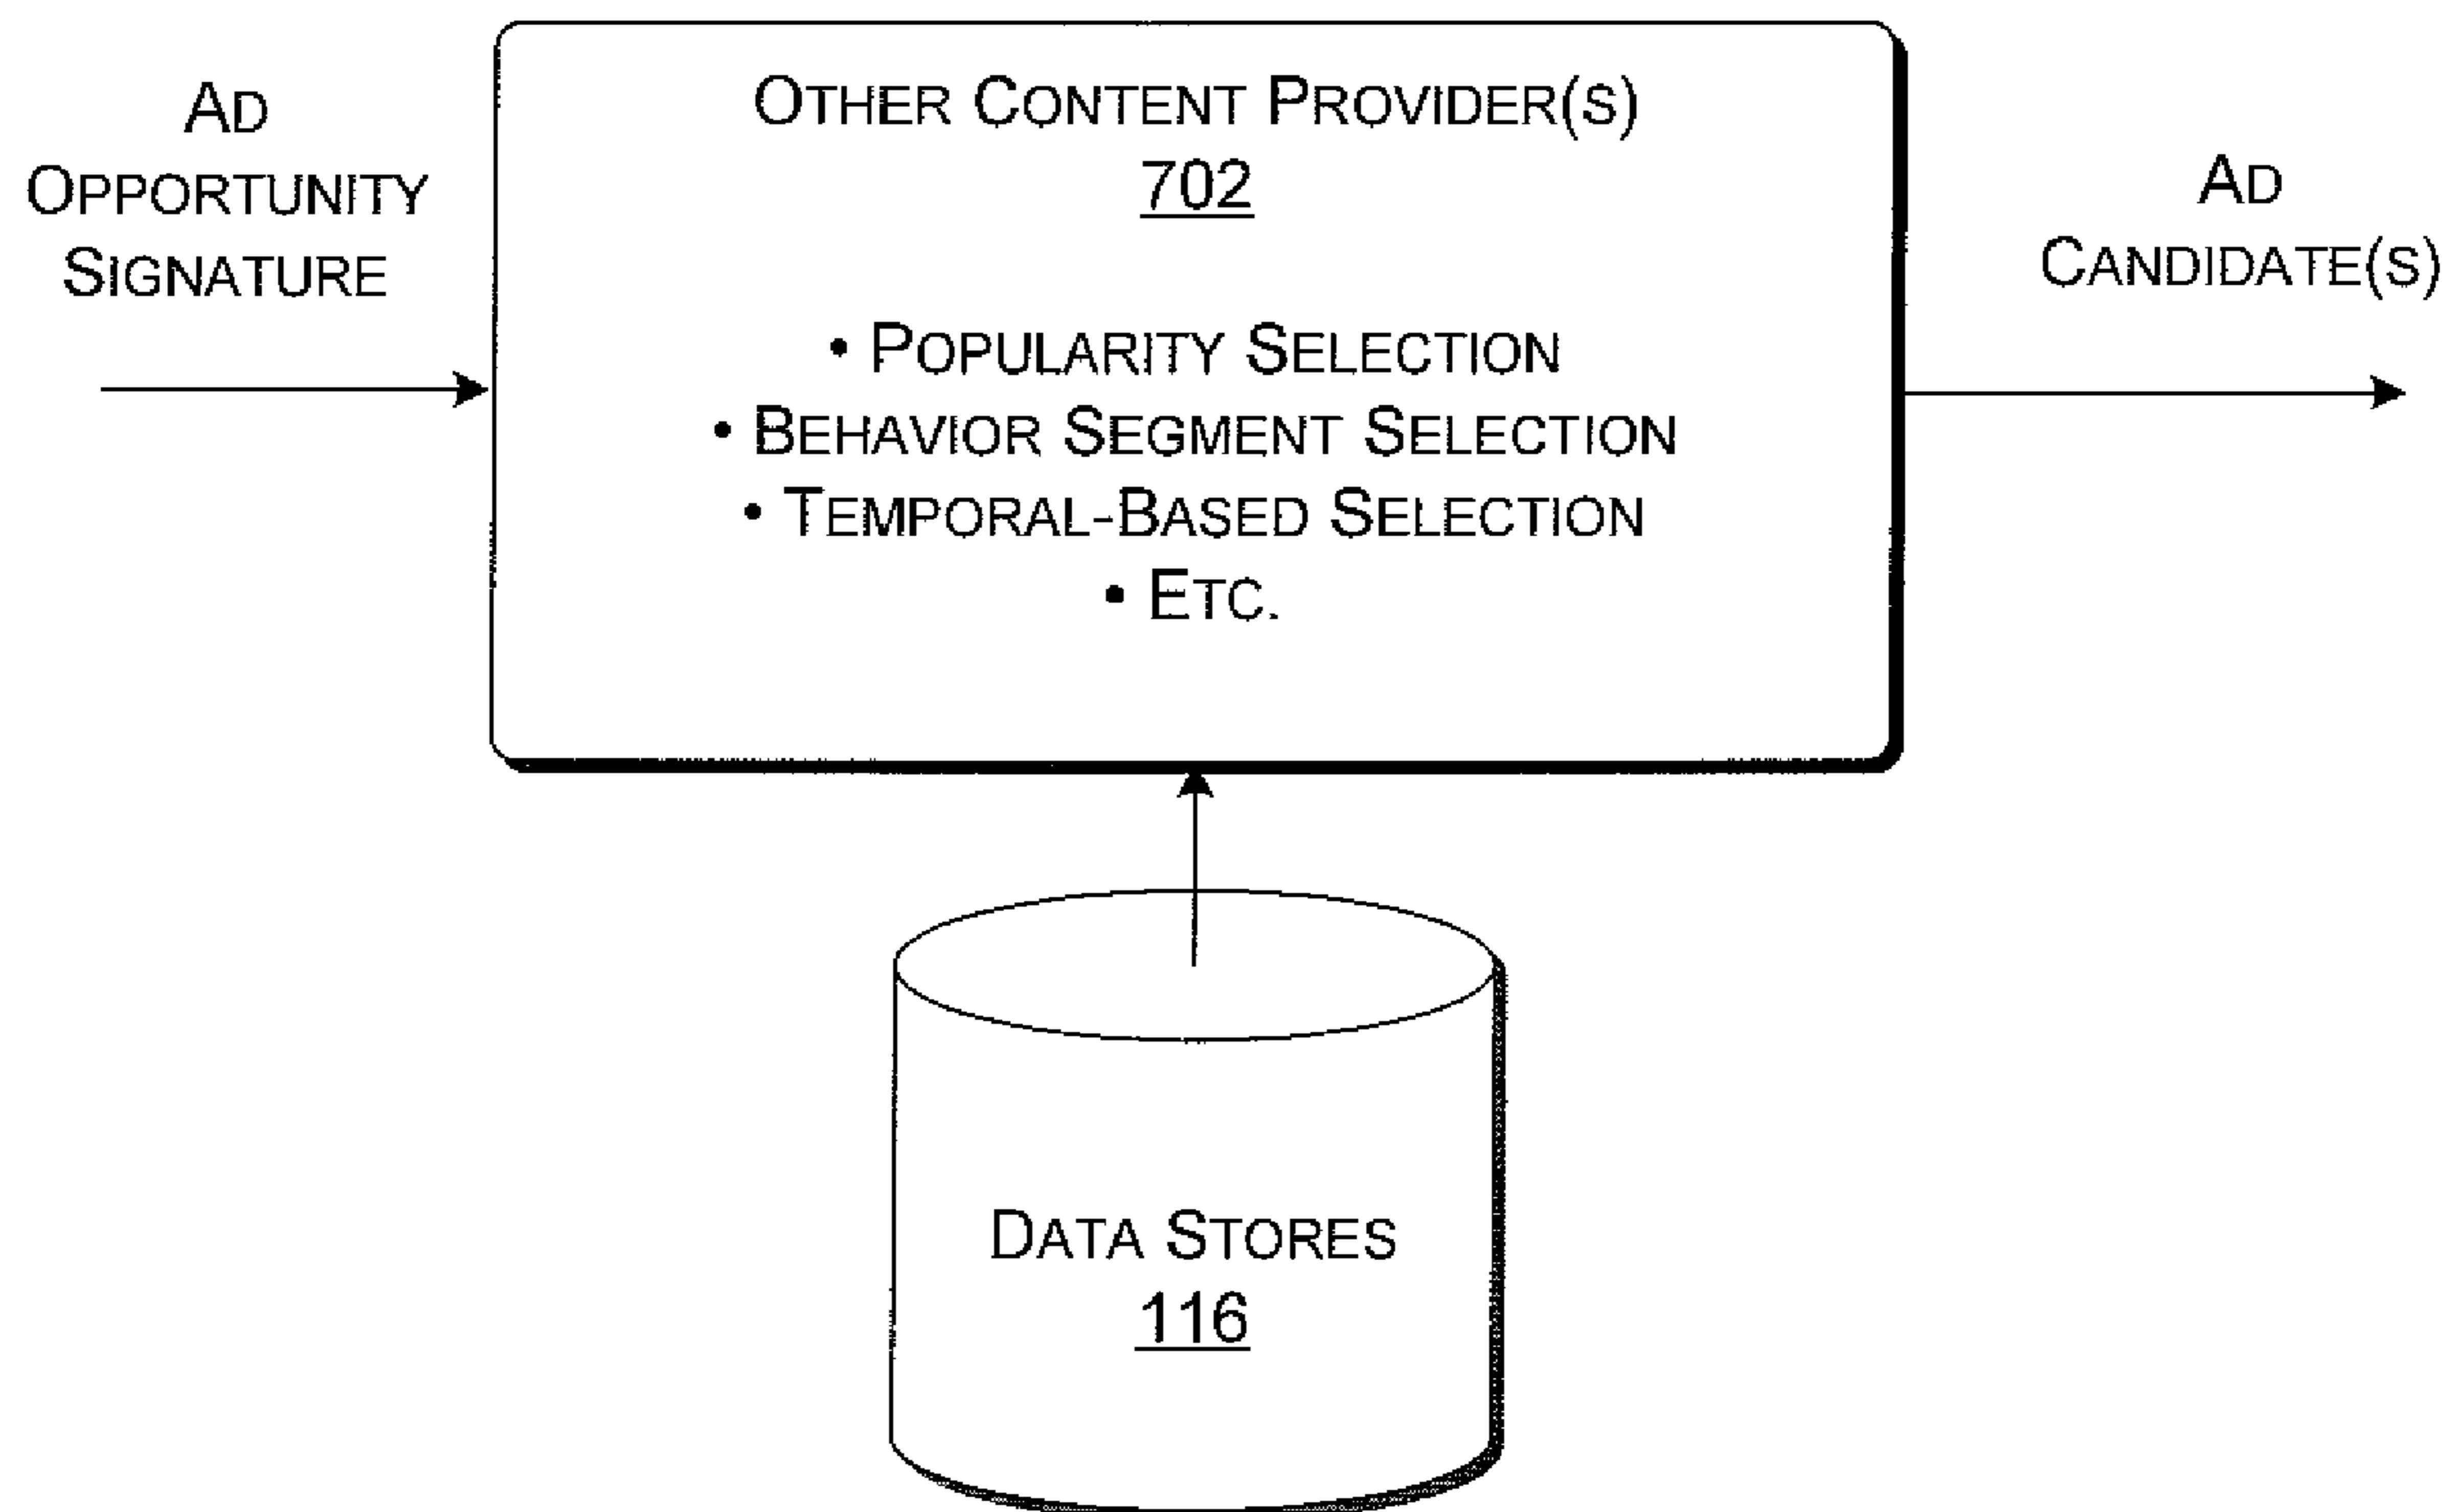 AD
OPPORTUNITY
SIGNATURE
OTHER CONTENT PROVIDER(S)
702
• POPULARITY SELECTION
• BEHAVIOR SEGMENT SELECTION
• TEMPORAL-BASED SELECTION
• ETC.
AD
CANDIDATE(S)
DATA STORES
116